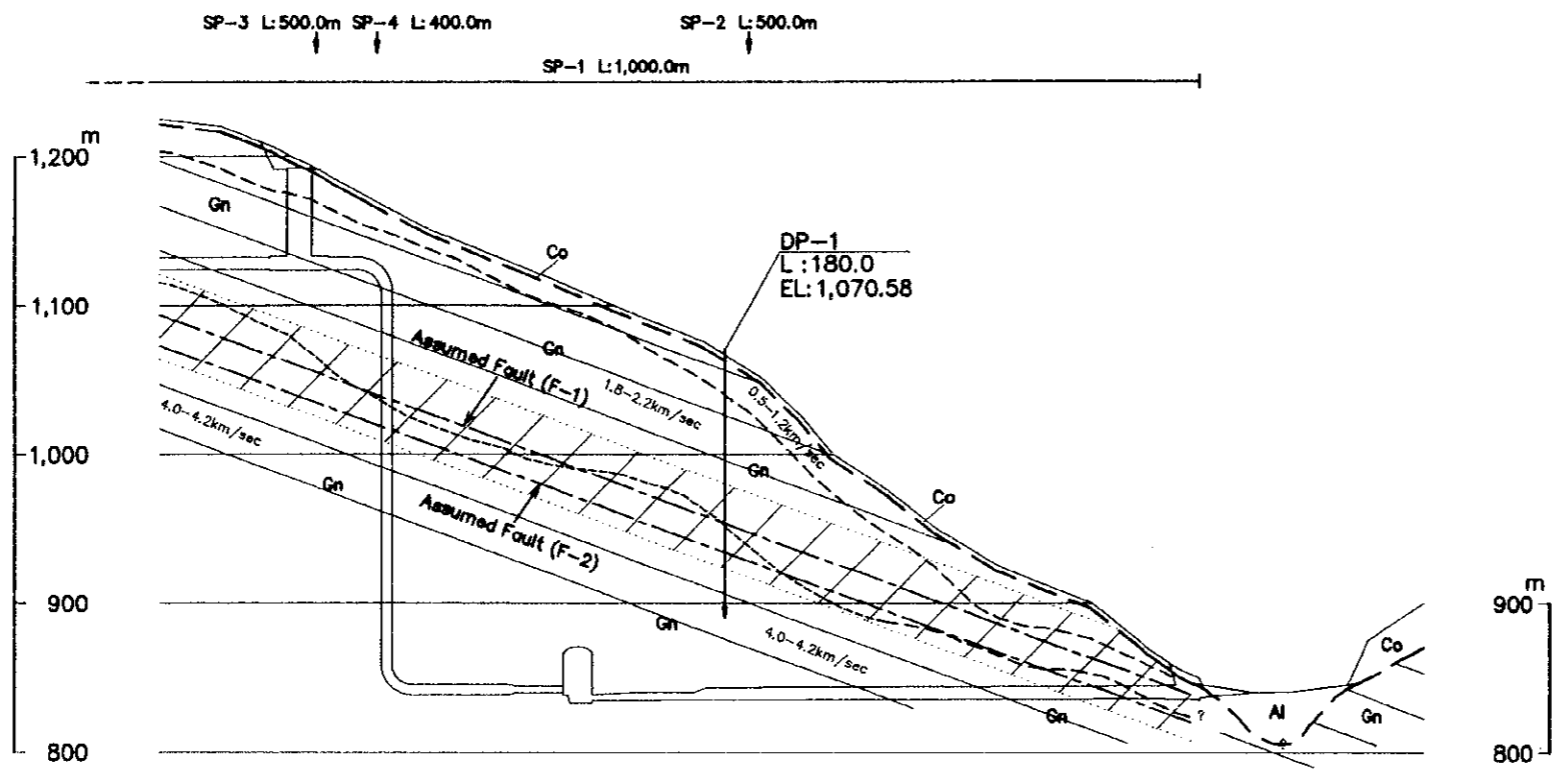 SP-3 L:500.0m SP-4 L:400.0m SP-2 L:500.0m
SP-1 L:1,000.0m
m
1,200
Gn
Co
DP-1
L :180.0
EL:1,070.58
1,100
Assumed Fault (F-1)
Gn
1.8-2.2km/sec
0.5-1.2km/sec
4.0-4.2km/sec
1,000
Gn
Gn
Co
Assumed Fault (F-2)
m
900
900
Gn
4.0-4.2km/sec
Co
Gn
?
Al
Gn
800
800